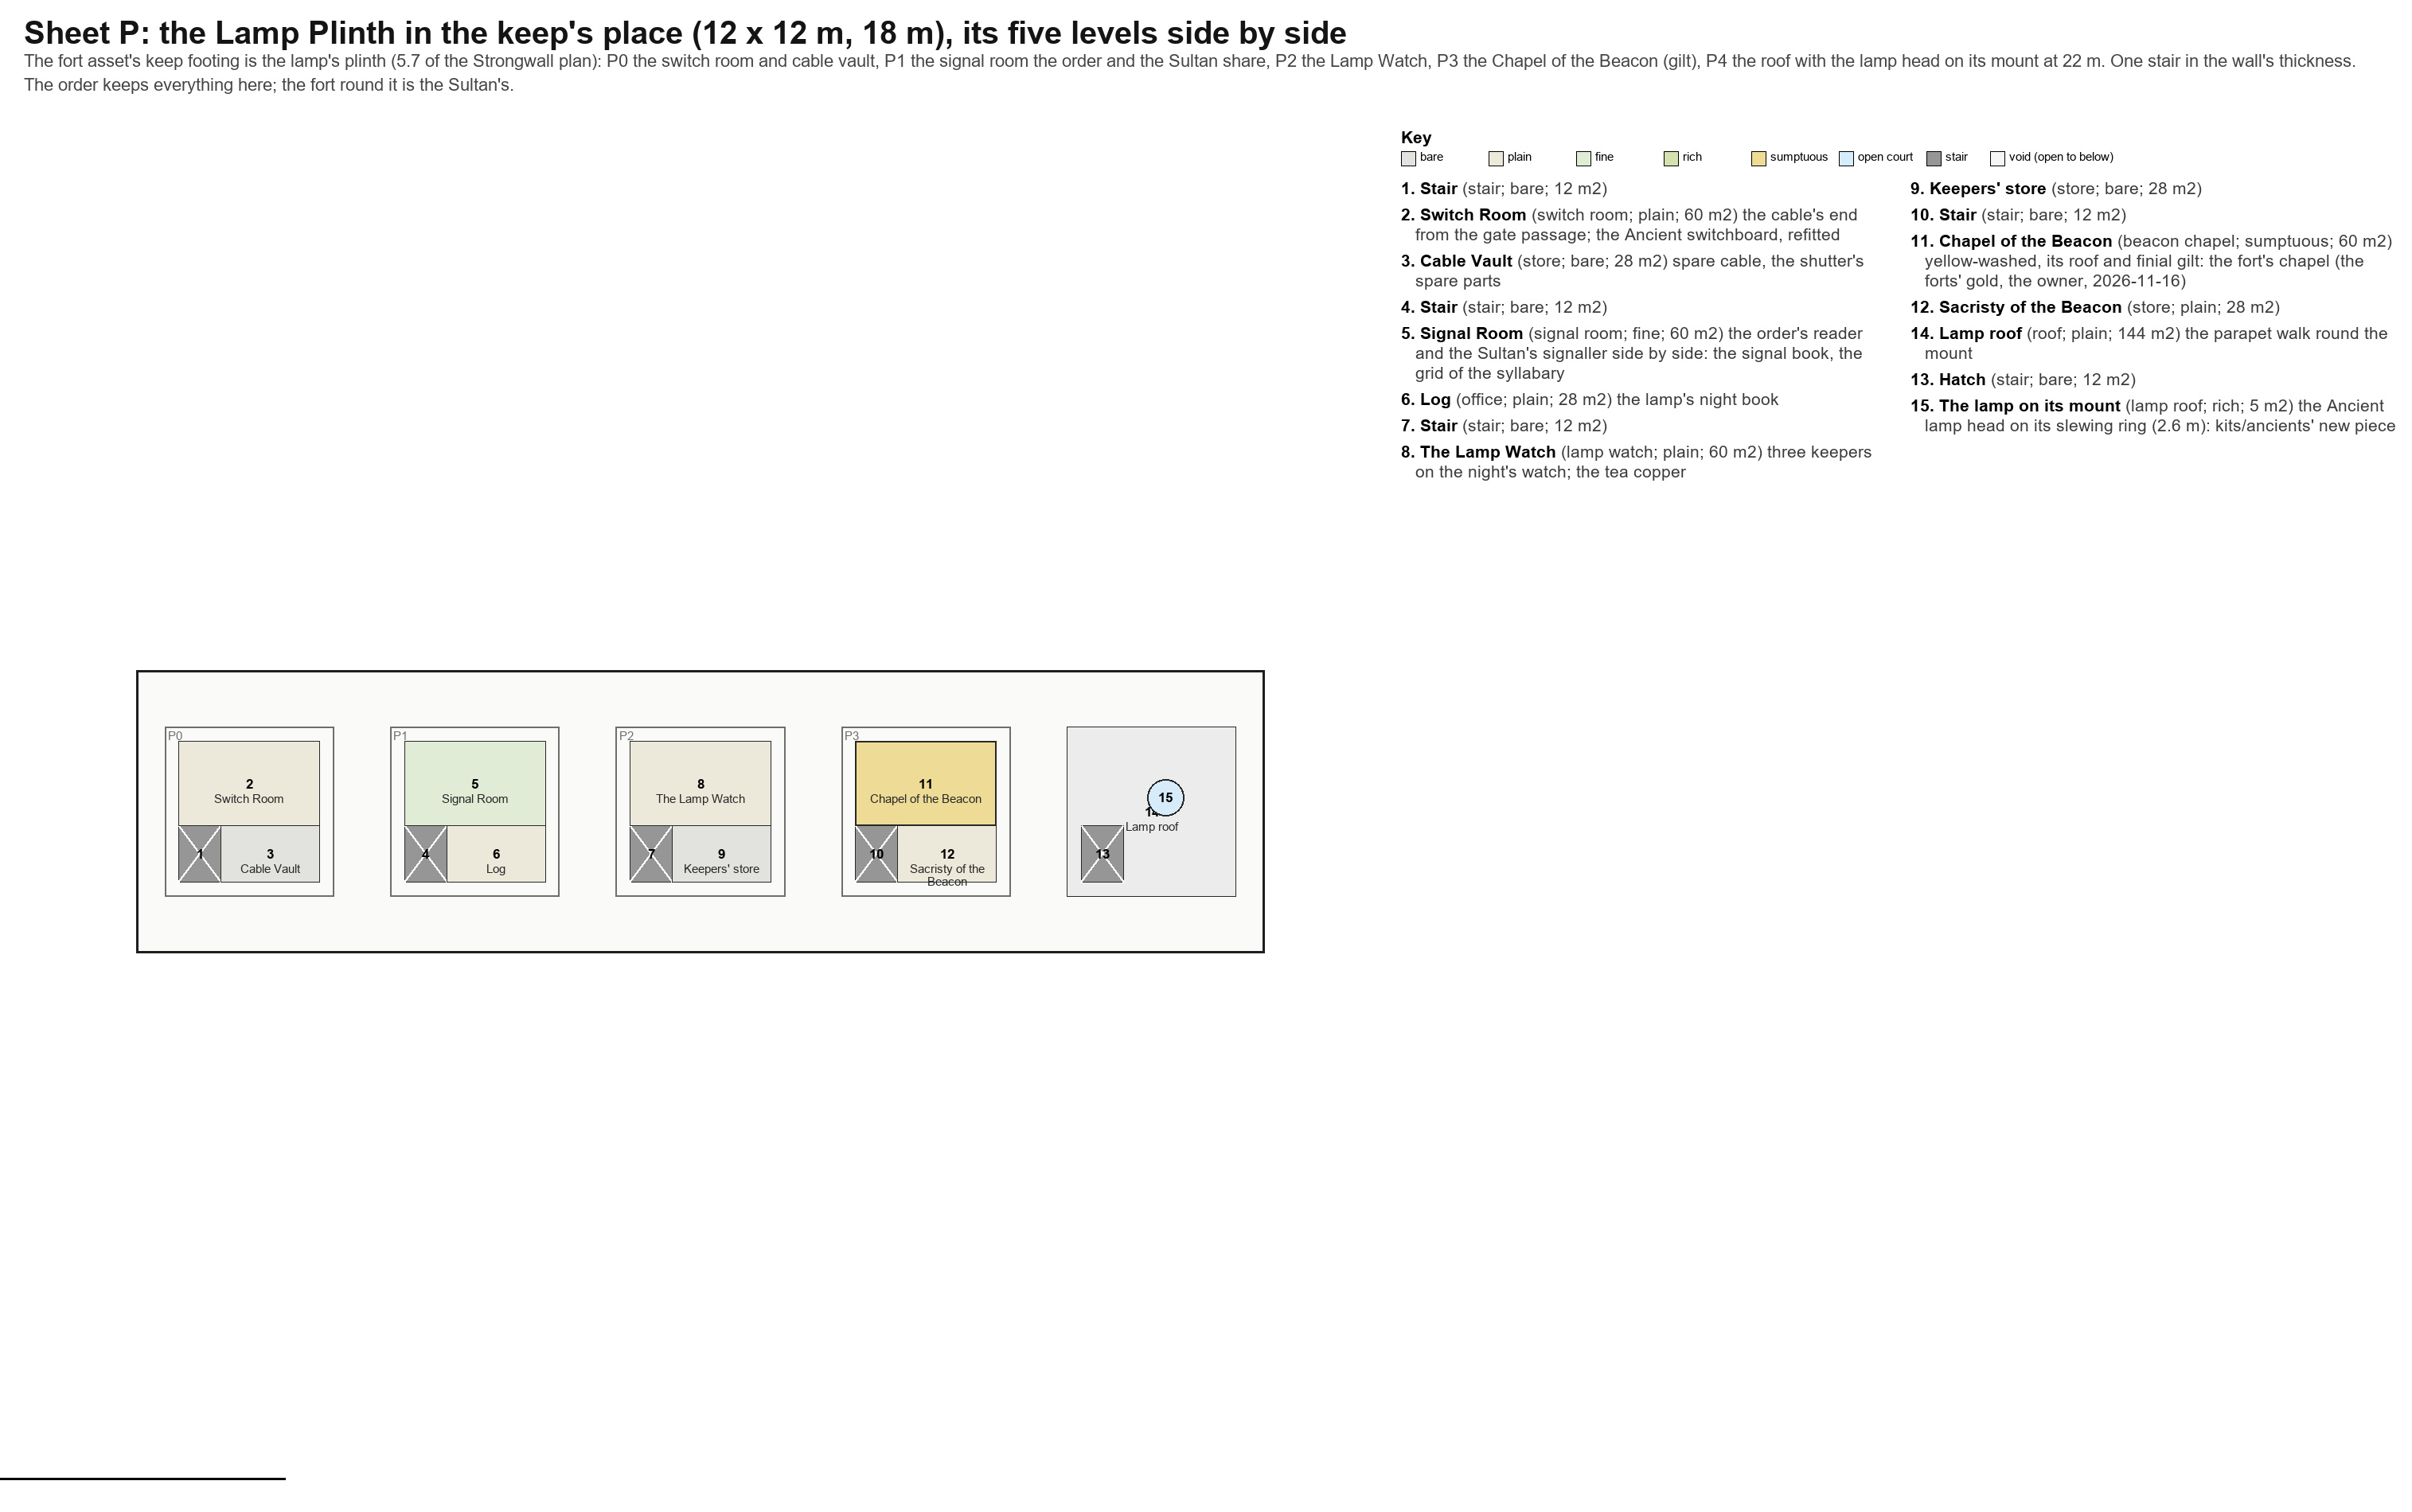 Sheet P: the Lamp Plinth in the keep's place (12 x 12 m, 18 m), its five levels side by side
The fort asset's keep footing is the lamp's plinth (5.7 of the Strongwall plan): P0 the switch room and cable vault, P1 the signal room the order and the Sultan share, P2 the Lamp Watch, P3 the Chapel of the Beacon (gilt), P4 the roof with the lamp head on its mount at 22 m. One stair in the wall's thickness.
The order keeps everything here; the fort round it is the Sultan's.
Key
bare
plain
fine
rich
sumptuous
open court
stair
void (open to below)
1. Stair (stair; bare; 12 m2)
2. Switch Room (switch room; plain; 60 m2) the cable's end
from the gate passage; the Ancient switchboard, refitted
3. Cable Vault (store; bare; 28 m2) spare cable, the shutter's
spare parts
4. Stair (stair; bare; 12 m2)
5. Signal Room (signal room; fine; 60 m2) the order's reader
and the Sultan's signaller side by side: the signal book, the
grid of the syllabary
6. Log (office; plain; 28 m2) the lamp's night book
7. Stair (stair; bare; 12 m2)
8. The Lamp Watch (lamp watch; plain; 60 m2) three keepers
on the night's watch; the tea copper
9. Keepers' store (store; bare; 28 m2)
10. Stair (stair; bare; 12 m2)
11. Chapel of the Beacon (beacon chapel; sumptuous; 60 m2)
yellow-washed, its roof and finial gilt: the fort's chapel (the
forts' gold, the owner, 2026-11-16)
12. Sacristy of the Beacon (store; plain; 28 m2)
14. Lamp roof (roof; plain; 144 m2) the parapet walk round the
mount
13. Hatch (stair; bare; 12 m2)
15. The lamp on its mount (lamp roof; rich; 5 m2) the Ancient
lamp head on its slewing ring (2.6 m): kits/ancients' new piece
P0
2
Switch Room
1
3
Cable Vault
P1
5
Signal Room
4
6
Log
P2
8
The Lamp Watch
7
9
Keepers' store
P3
11
Chapel of the Beacon
10
12
Sacristy of the
Beacon
15
14
Lamp roof
13